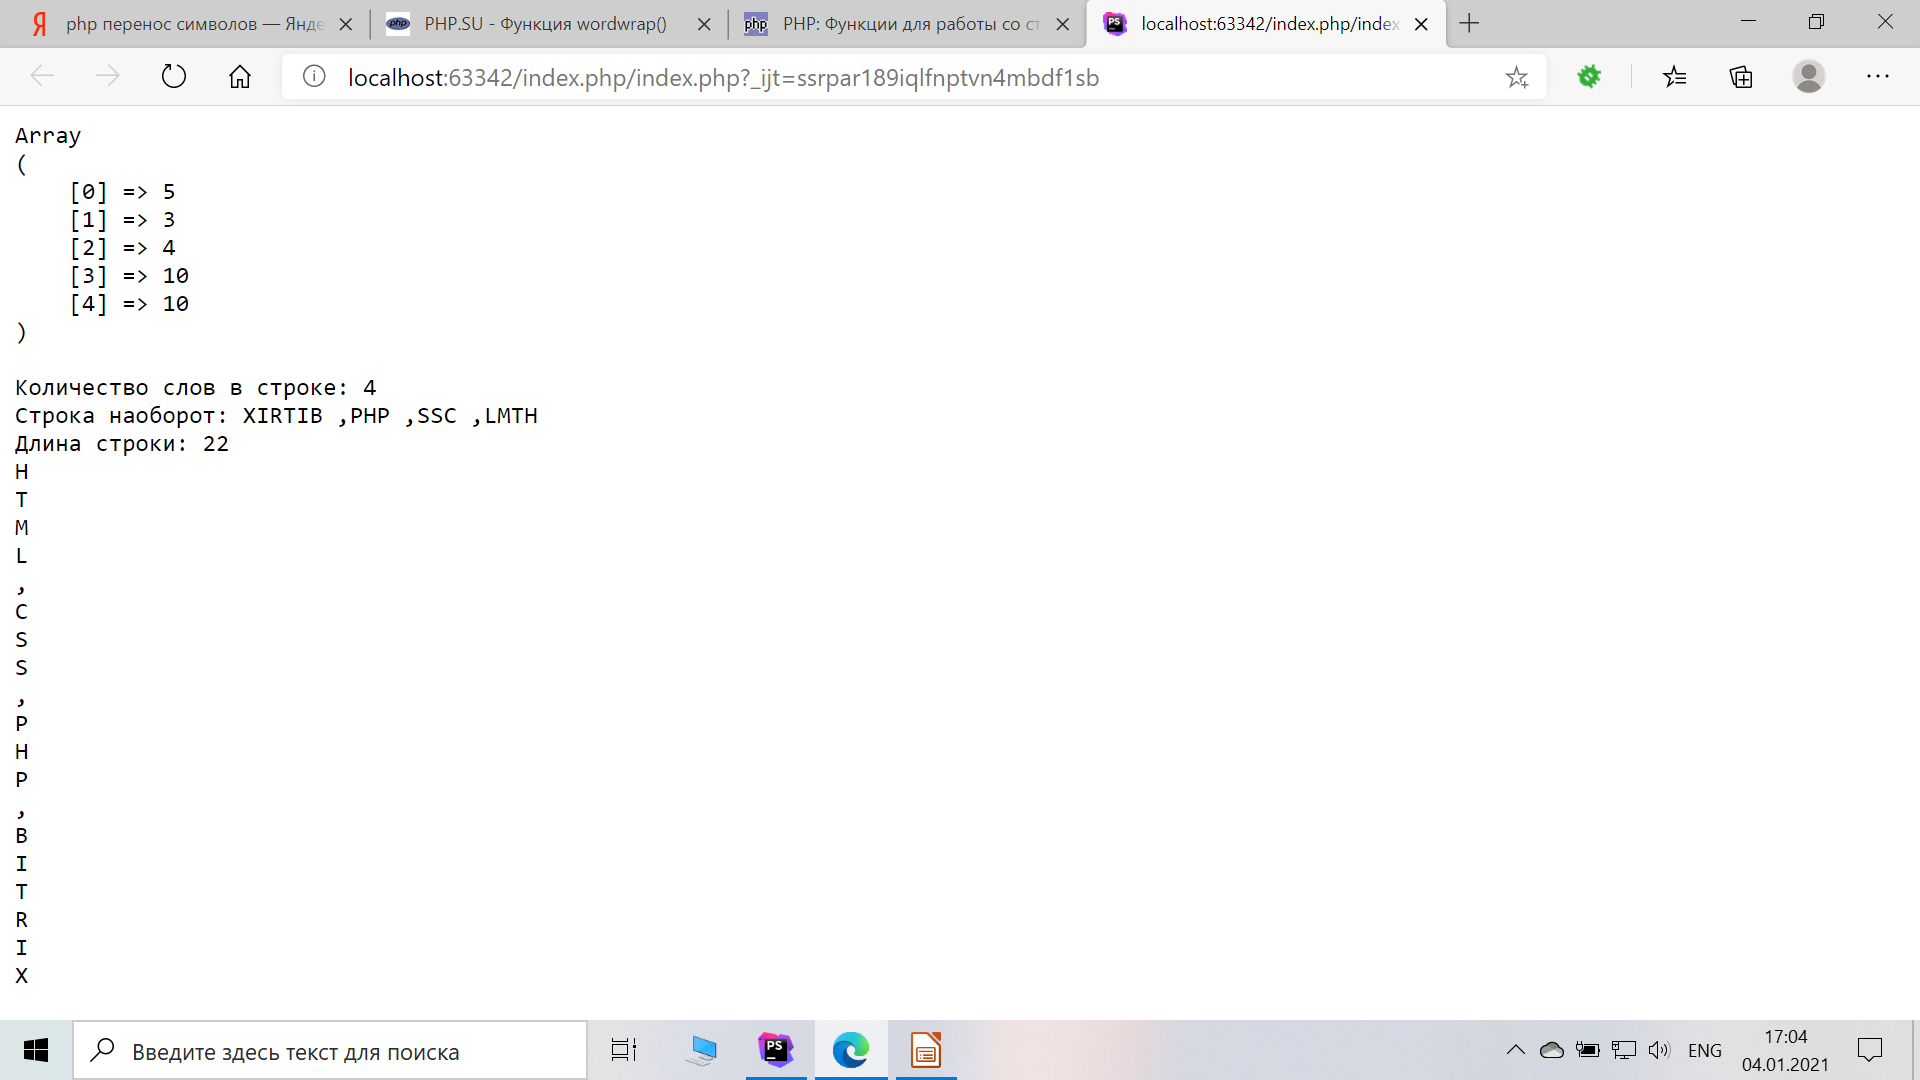 php перенос символов — Янде
PHP.SU - Функция wordwrap()
PHP: Функции для работы со ст
localhost:63342/index.php/index
localhost:63342/index.php/index.php?_ijt=ssrpar189iqlfnptvn4mbdf1sb
Array
(
[0] => 5
[1] => 3
[2] => 4
[3] => 10
[4] => 10
)
Количество слов в строке: 4
Строка наоборот: XIRTIB ,PHP ,SSC ,LMTH
Длина строки: 22
H
T
M
L
,
C
S
S
,
P
H
P
,
B
I
T
R
I
X
Введите здесь текст для поиска
ENG
17:04
04.01.2021